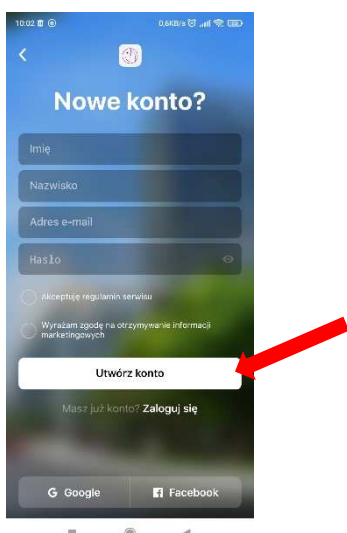 10:02
0,6KB/s
Nowe konto?
Imię
Nazwisko
Adres e-mail
Hasło
Akceptuję regulamin serwisu
Wyrażam zgodę na otrzymywanie informacji
marketingowych
Utwórz konto
Masz już konto? Zaloguj się
G Google
Facebook